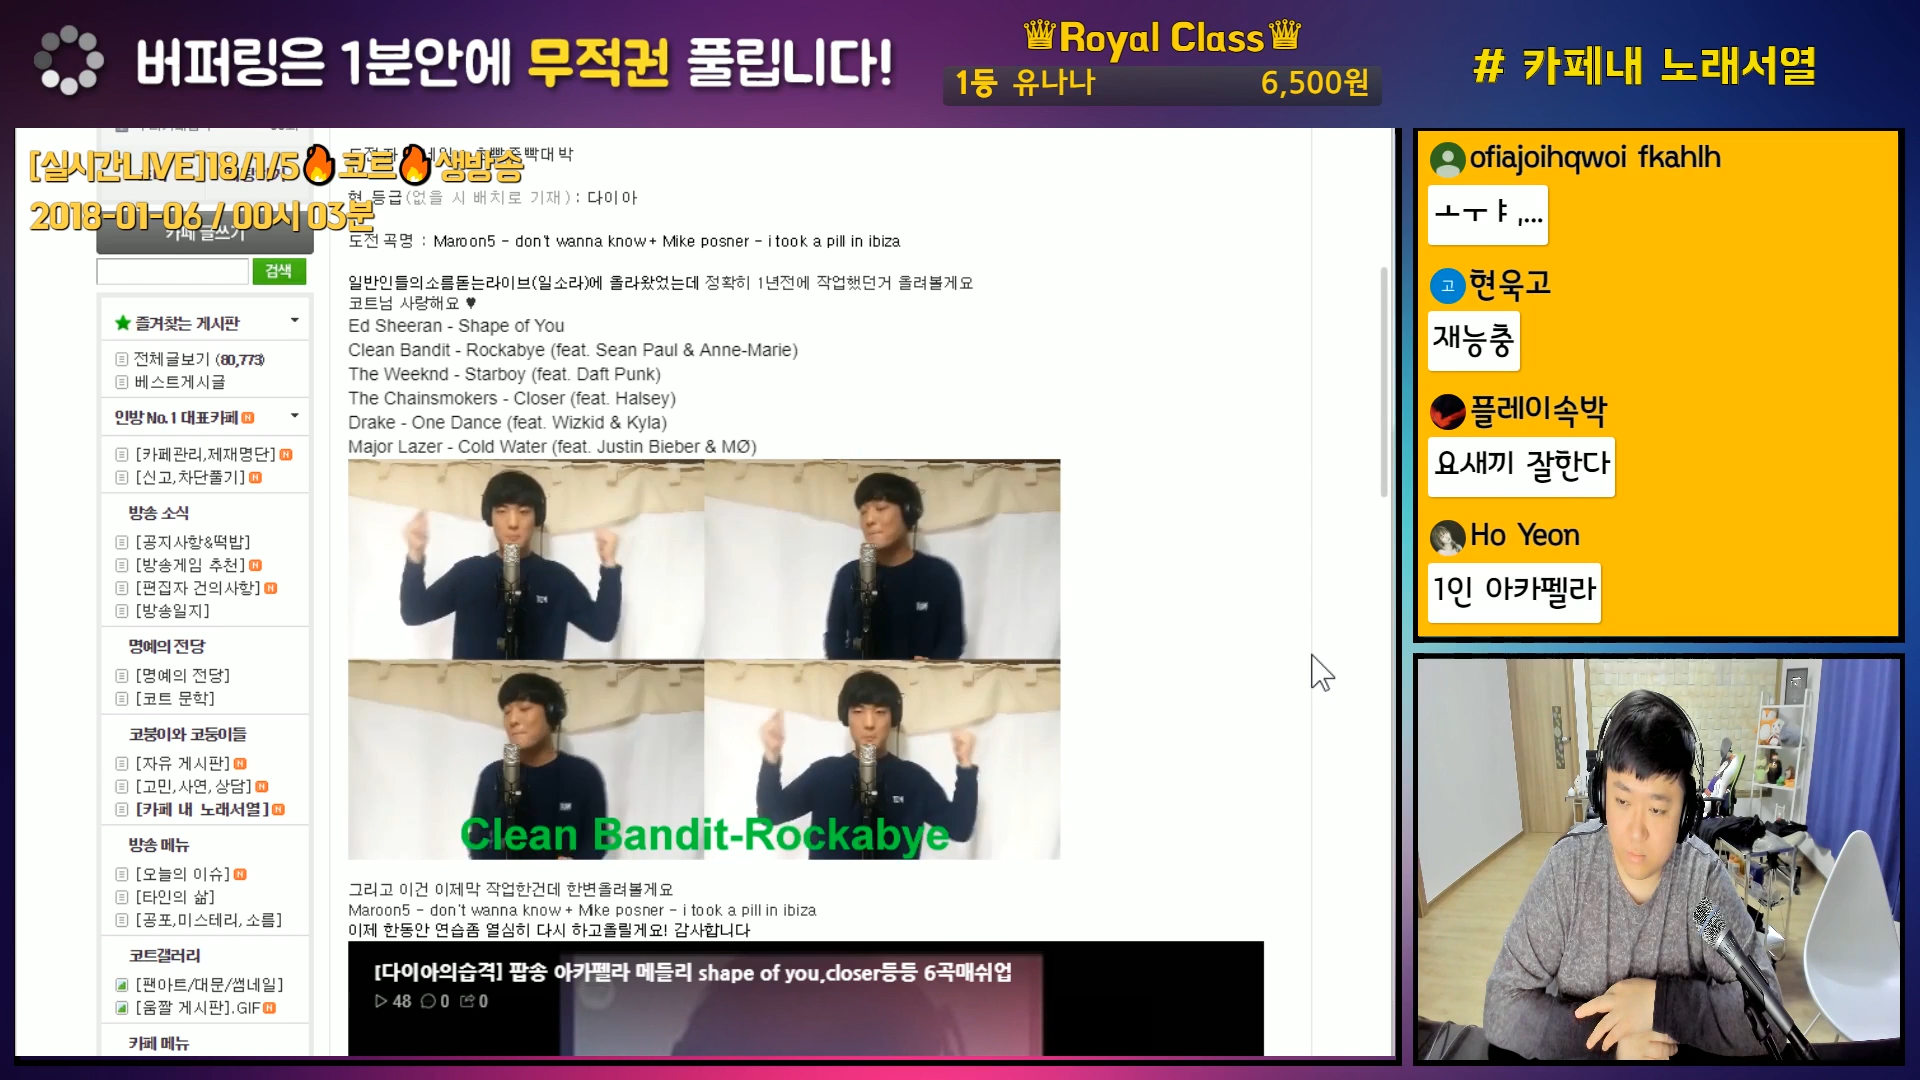 버퍼링은 1분안에 무적권 풀립니다!
♛Royal Class♛
1등 유나나 6,500원
# 카페내 노래서열
[실시간LIVE]18/1/5🔥코트🔥생방송
2018-01-06 / 00시 03분
카페 글쓰기
검색
즐겨찾는 게시판
전체글보기 (80,773)
베스트게시글
인방 No.1 대표카페
[카페관리,제재명단]
[신고,차단풀기]
방송 소식
[공지사항&떡밥]
[방송게임 추천]
[편집자 건의사항]
[방송일지]
명예의 전당
[명예의 전당]
[코트 문학]
코붕이와 코둥이들
[자유 게시판]
[고민,사연,상담]
[카페 내 노래서열]
방송 메뉴
[오늘의 이슈]
[타인의 삶]
[공포,미스테리,소름]
코트갤러리
[팬아트/대문/썸네일]
[움짤 게시판].GIF
카페 메뉴
현 등급(없을 시 배치로 기재) : 다이아
도전 곡명 : Maroon5 - don't wanna know + Mike posner - i took a pill in ibiza
일반인들의소름돋는라이브(일소라)에 올라왔었는데 정확히 1년전에 작업했던거 올려볼게요
코트님 사랑해요 ♥
Ed Sheeran - Shape of You
Clean Bandit - Rockabye (feat. Sean Paul & Anne-Marie)
The Weeknd - Starboy (feat. Daft Punk)
The Chainsmokers - Closer (feat. Halsey)
Drake - One Dance (feat. Wizkid & Kyla)
Major Lazer - Cold Water (feat. Justin Bieber & MØ)
Clean Bandit-Rockabye
그리고 이건 이제막 작업한건데 한변올려볼게요
Maroon5 - don't wanna know + Mike posner - i took a pill in ibiza
이제 한동안 연습좀 열심히 다시 하고올릴게요! 감사합니다
[다이아의습격] 팝송 아카펠라 메들리 shape of you,closer등등 6곡매쉬업
48 0 0
ofiajoihqwoi fkahlh
ㅗㅜㅑ,...
고 현욱고
재능충
플레이속박
요새끼 잘한다
Ho Yeon
1인 아카펠라